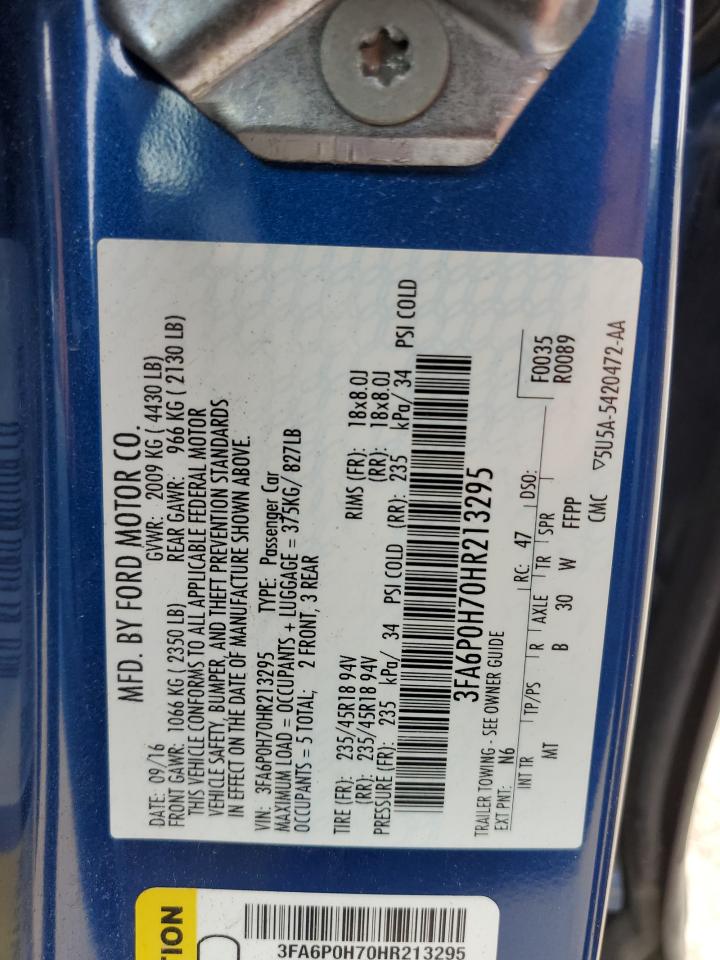 MFD. BY FORD MOTOR CO.
DATE: 09/16 GVWR: 2009 KG ( 4430 LB)
FRONT GAWR: 1066 KG ( 2350 LB) REAR GAWR: 966 KG ( 2130 LB)
THIS VEHICLE CONFORMS TO ALL APPLICABLE FEDERAL MOTOR
VEHICLE SAFETY, BUMPER, AND THEFT PREVENTION STANDARDS
IN EFFECT ON THE DATE OF MANUFACTURE SHOWN ABOVE.
VIN: 3FA6P0H70HR213295 TYPE: Passenger Car
MAXIMUM LOAD = OCCUPANTS + LUGGAGE = 375KG/ 827LB
OCCUPANTS = 5 TOTAL; 2 FRONT, 3 REAR
TIRE (FR): 235/45R18 94V RIMS (FR): 18x8.0J
(RR): 235/45R18 94V (RR): 18x8.0J
PRESSURE (FR): 235 kPa/ 34 PSI COLD (RR): 235 kPa/ 34 PSI COLD
3FA6P0H70HR213295
TRAILER TOWING - SEE OWNER GUIDE
EXT PNT: N6 RC: 47 DSO: F0035
R0089
INT TR TP/PS R AXLE TR SPR
MT B 30 W FFPP
CMC ▽5U5A-5420472-AA
TION
3FA6P0H70HR213295